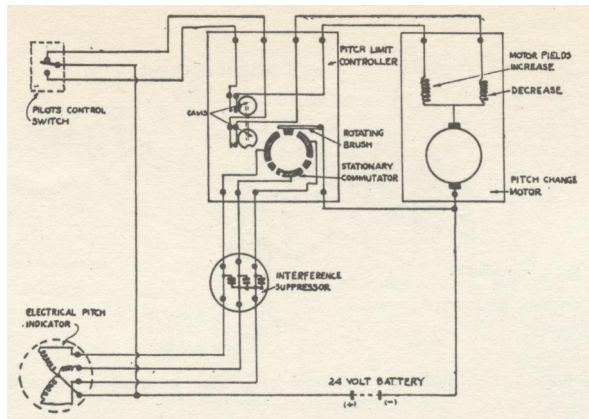 PITCH LIMIT
CONTROLLER
MOTOR FIELDS
INCREASE
DECREASE
PILOTS CONTROL
SWITCH
CAMS
ROTATING
BRUSH
STATIONARY
COMMUTATOR
PITCH CHANGE
MOTOR
INTERFERENCE
SUPPRESSOR
ELECTRICAL PITCH
INDICATOR
24 VOLT BATTERY
(+) (-)